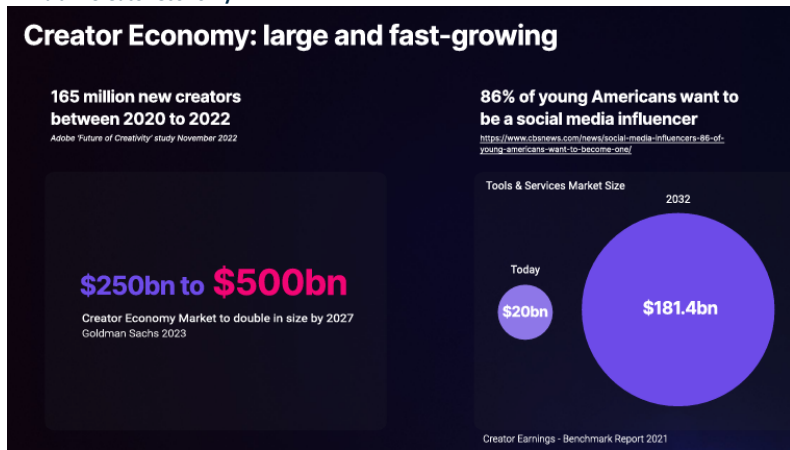 Creator Economy: large and fast-growing
165 million new creators
between 2020 to 2022
Adobe 'Future of Creativity' study November 2022
86% of young Americans want to
be a social media influencer
https://www.cbsnews.com/news/social-media-influencers-86-of-
young-americans-want-to-become-one/
$250bn to $500bn
Creator Economy Market to double in size by 2027
Goldman Sachs 2023
Tools & Services Market Size
2032
Today
$20bn
$181.4bn
Creator Earnings - Benchmark Report 2021